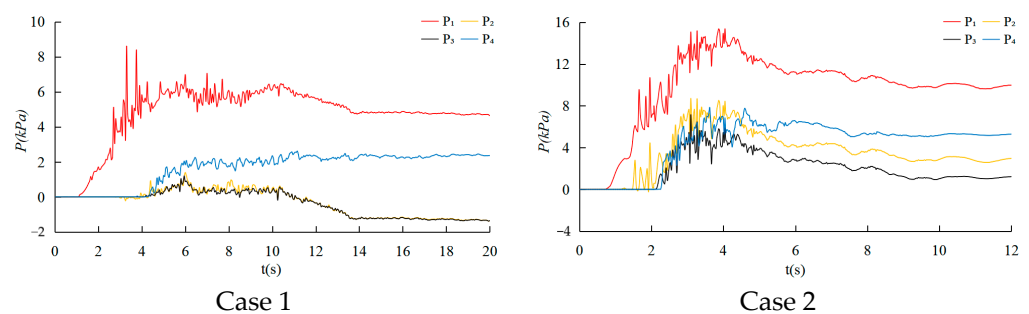 P(kPa)
10
8
6
4
2
0
−2
P₁ P₂
P₃ P₄
0 2 4 6 8 10 12 14 16 18 20
t(s)
Case 1
P(kPa)
16
12
8
4
0
−4
P₁ P₂
P₃ P₄
0 2 4 6 8 10 12
t(s)
Case 2